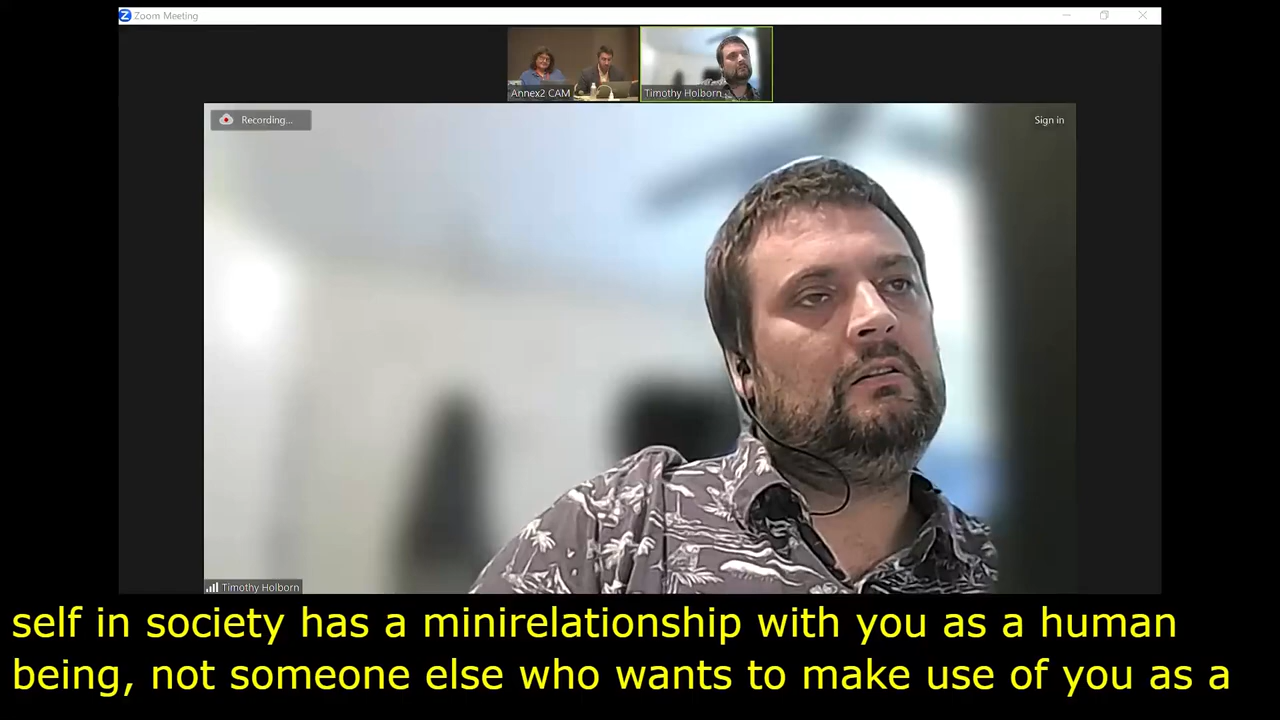 Zoom Meeting
Annex2 CAM
Timothy Holborn
Recording...
Sign in
Timothy Holborn
self in society has a minirelationship with you as a human
being, not someone else who wants to make use of you as a